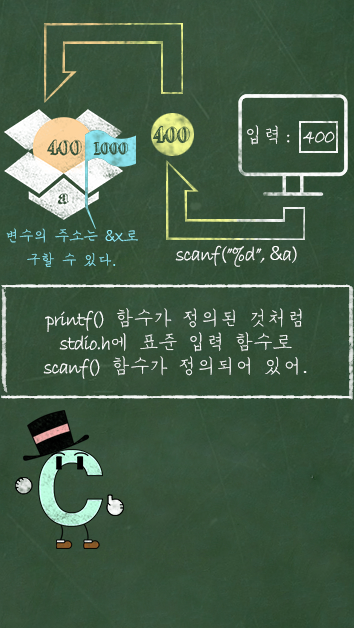 입력 : 400
400
1000
400
a
변수의 주소는 &x로
구할 수 있다.
scanf("%d", &a)
printf() 함수가 정의된 것처럼
stdio.h에 표준 입력 함수로
scanf() 함수가 정의되어 있어.
C